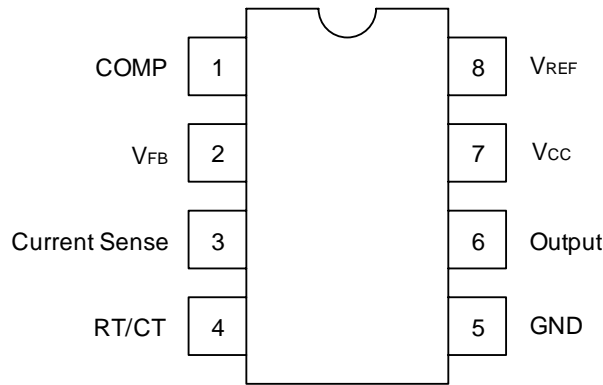 COMP 1 8 VREF
VFB 2 7 VCC
Current Sense 3 6 Output
RT/CT 4 5 GND